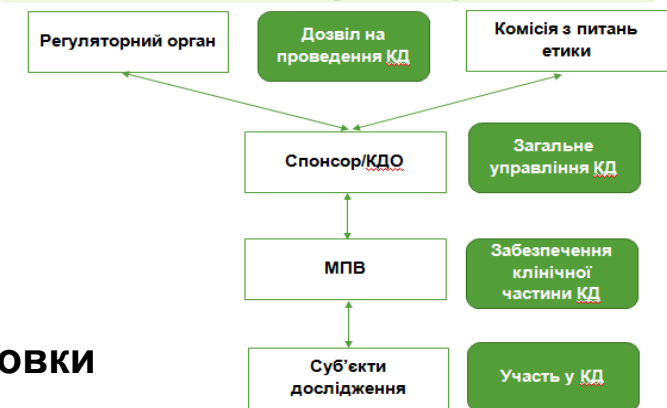 Регуляторний орган
Дозвіл на
проведення КД
Комісія з питань
етики
Спонсор/КДО
Загальне
управління КД
МПВ
Забезпечення
клінічної
частини КД
овки
Суб’єкти
дослідження
Участь у КД